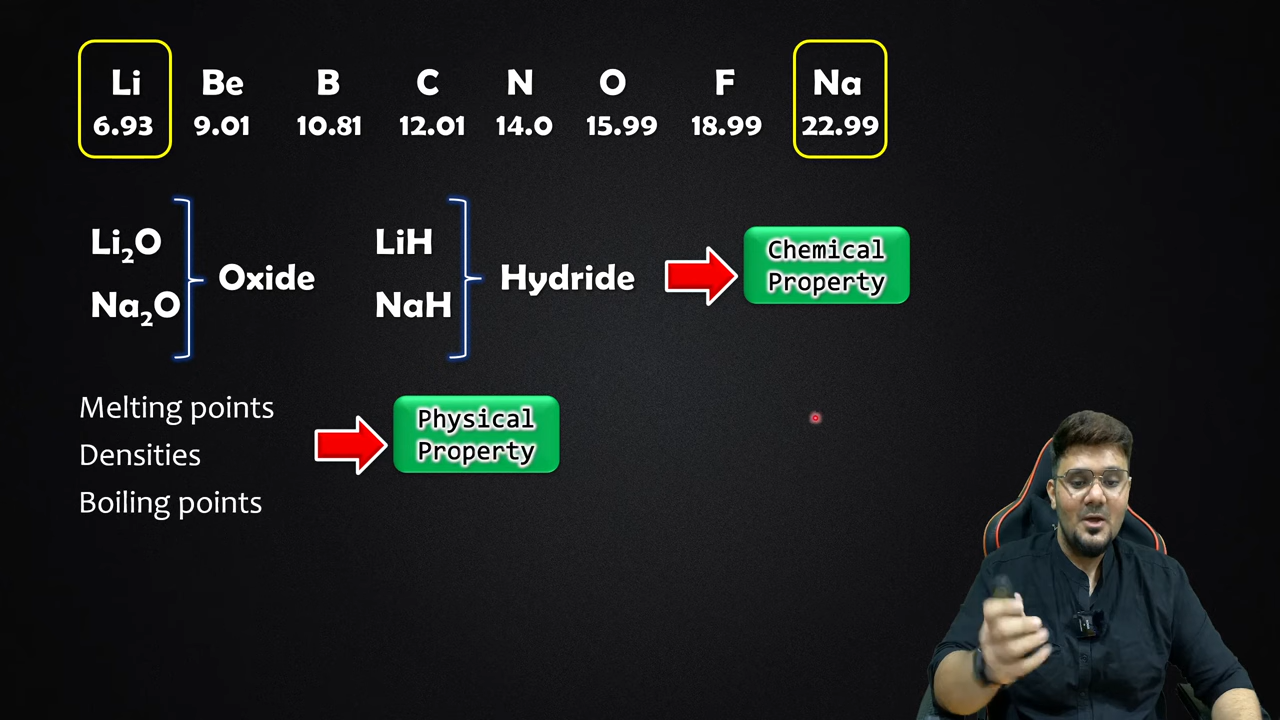 Li Be B C N O F Na
6.93 9.01 10.81 12.01 14.0 15.99 18.99 22.99
Li₂O
Na₂O
Oxide
LiH
NaH
Hydride
Chemical
Property
Melting points
Densities
Boiling points
Physical
Property